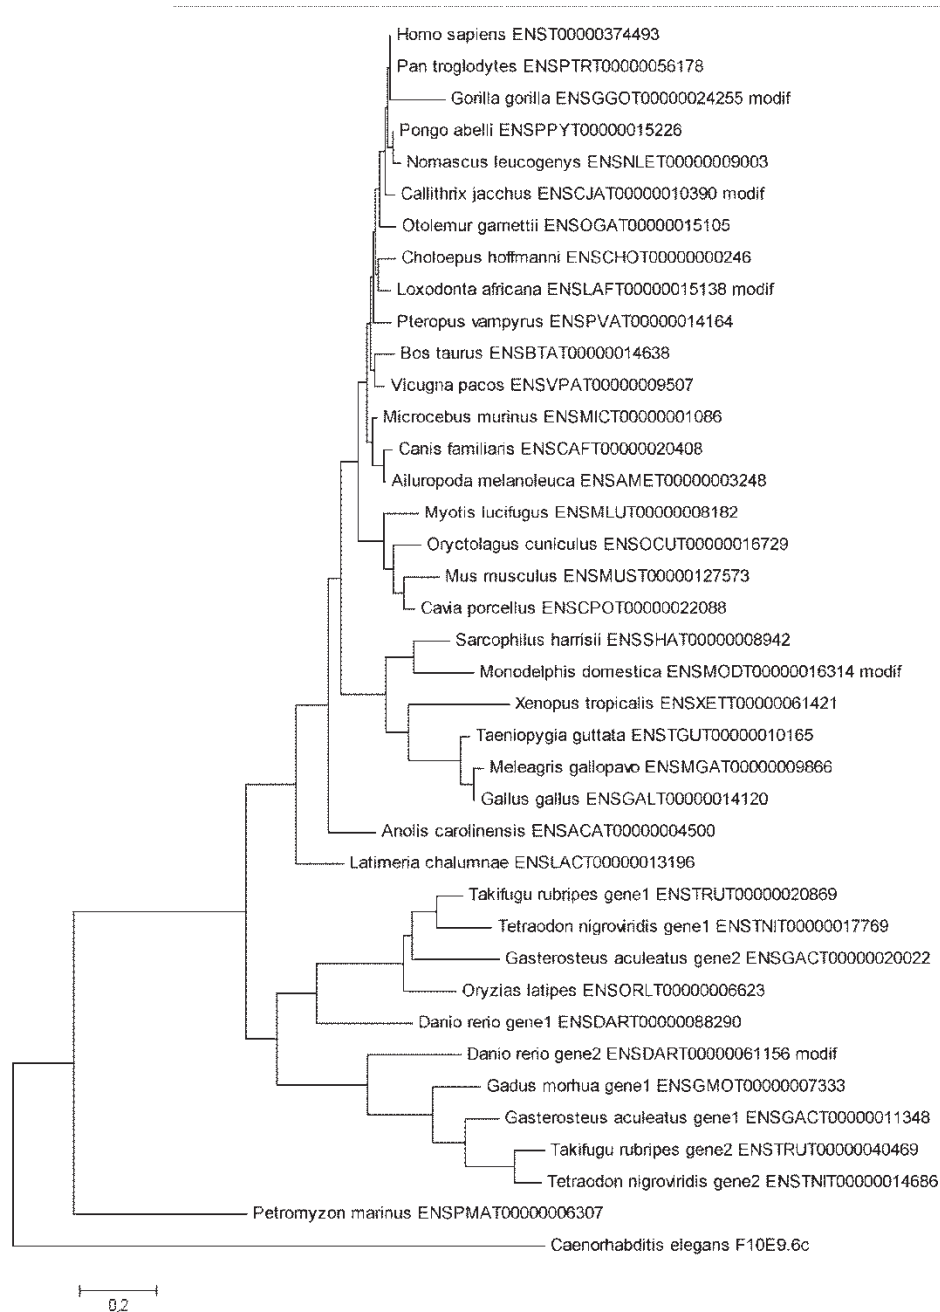 Homo sapiens ENST00000374493
Pan troglodytes ENSPTRT00000056178
Gorilla gorilla ENSGGOT00000024255 modif
Pongo abelli ENSPPYT00000015226
Nomascus leucogenys ENSNLET00000009003
Callithrix jacchus ENSCJAT00000010390 modif
Otolemur garnettii ENSOGAT00000015105
Choloepus hoffmanni ENSCHOT00000000246
Loxodonta africana ENSLAFT00000015138 modif
Pteropus vampyrus ENSPVAT00000014164
Bos taurus ENSBTAT00000014638
Vicugna pacos ENSVPAT00000009507
Microcebus murinus ENSMICT00000001086
Canis familiaris ENSCAFT00000020408
Ailuropoda melanoleuca ENSAMET00000003248
Myotis lucifugus ENSMLUT00000008182
Oryctolagus cuniculus ENSOCUT00000016729
Mus musculus ENSMUST00000127573
Cavia porcellus ENSCPOT00000022088
Sarcophilus harrisii ENSSHAT00000008942
Monodelphis domestica ENSMODT00000016314 modif
Xenopus tropicalis ENSXETT00000061421
Taeniopygia guttata ENSTGUT00000010165
Meleagris gallopavo ENSMGAT00000009866
Gallus gallus ENSGALT00000014120
Anolis carolinensis ENSACAT00000004500
Latimeria chalumnae ENSLACT00000013196
Takifugu rubripes gene1 ENSTRUT00000020869
Tetraodon nigroviridis gene1 ENSTNIT00000017769
Gasterosteus aculeatus gene2 ENSGACT00000020022
Oryzias latipes ENSORLT00000006623
Danio rerio gene1 ENSDART00000088290
Danio rerio gene2 ENSDART00000061156 modif
Gadus morhua gene1 ENSGMOT00000007333
Gasterosteus aculeatus gene1 ENSGACT00000011348
Takifugu rubripes gene2 ENSTRUT00000040469
Tetraodon nigroviridis gene2 ENSTNIT00000014686
Petromyzon marinus ENSPMAT00000006307
Caenorhabditis elegans F10E9.6c
0.2